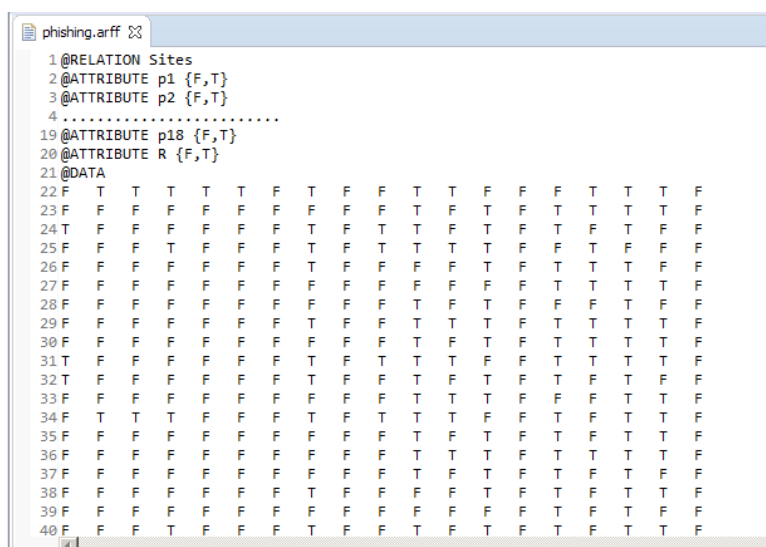 phishing.arff
1 @RELATION Sites
2 @ATTRIBUTE p1 {F,T}
3 @ATTRIBUTE p2 {F,T}
4 .........................
19 @ATTRIBUTE p18 {F,T}
20 @ATTRIBUTE R {F,T}
21 @DATA
22 F T T T T T F T F F T T F F F T T T F
23 F F F F F F F F F F T F T F T T T T F
24 T F F F F F F T F T T F T F T F T F F
25 F F F T F F F T F T T T T F F T F F F
26 F F F F F F F T F F F F T F T T T F F
27 F F F F F F F F F F F F F F T T T T F
28 F F F F F F F F F F T F T F F F T F F
29 F F F F F F F T F F T T T F T T T T F
30 F F F F F F F F F F T F T F T T T T F
31 T F F F F F F T F T T T F F T T T T F
32 T F F F F F F T F F T F T F T F T F F
33 F F F F F F F F F F T T T F F F T T F
34 F T T T F F F T F T T T F F T F T T F
35 F F F F F F F F F F T F T F T F T T F
36 F F F F F F F F F F T T T F T T T T F
37 F F F F F F F F F F T F T F T F T F F
38 F F F F F F F T F F F F T F T F T T F
39 F F F F F F F F F F F F F F T F T F F
40 F F F T F F F T F F T F T F T F T T F